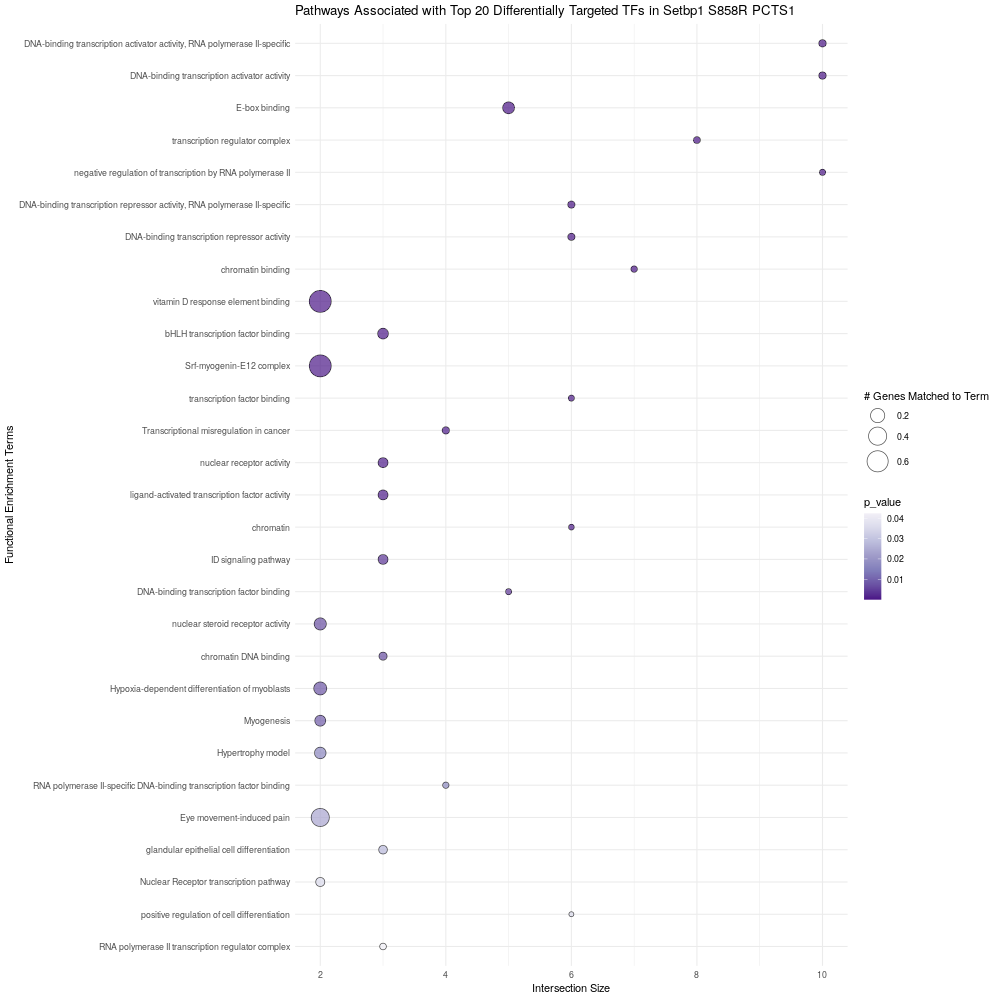 Pathways Associated with Top 20 Differentially Targeted TFs in Setbp1 S858R PCTS1
Functional Enrichment Terms
DNA-binding transcription activator activity, RNA polymerase II-specific
DNA-binding transcription activator activity
E-box binding
transcription regulator complex
negative regulation of transcription by RNA polymerase II
DNA-binding transcription repressor activity, RNA polymerase II-specific
DNA-binding transcription repressor activity
chromatin binding
vitamin D response element binding
bHLH transcription factor binding
Srf-myogenin-E12 complex
transcription factor binding
Transcriptional misregulation in cancer
nuclear receptor activity
ligand-activated transcription factor activity
chromatin
ID signaling pathway
DNA-binding transcription factor binding
nuclear steroid receptor activity
chromatin DNA binding
Hypoxia-dependent differentiation of myoblasts
Myogenesis
Hypertrophy model
RNA polymerase II-specific DNA-binding transcription factor binding
Eye movement-induced pain
glandular epithelial cell differentiation
Nuclear Receptor transcription pathway
positive regulation of cell differentiation
RNA polymerase II transcription regulator complex
2 4 6 8 10
Intersection Size
# Genes Matched to Term
0.2
0.4
0.6
p_value
0.04
0.03
0.02
0.01